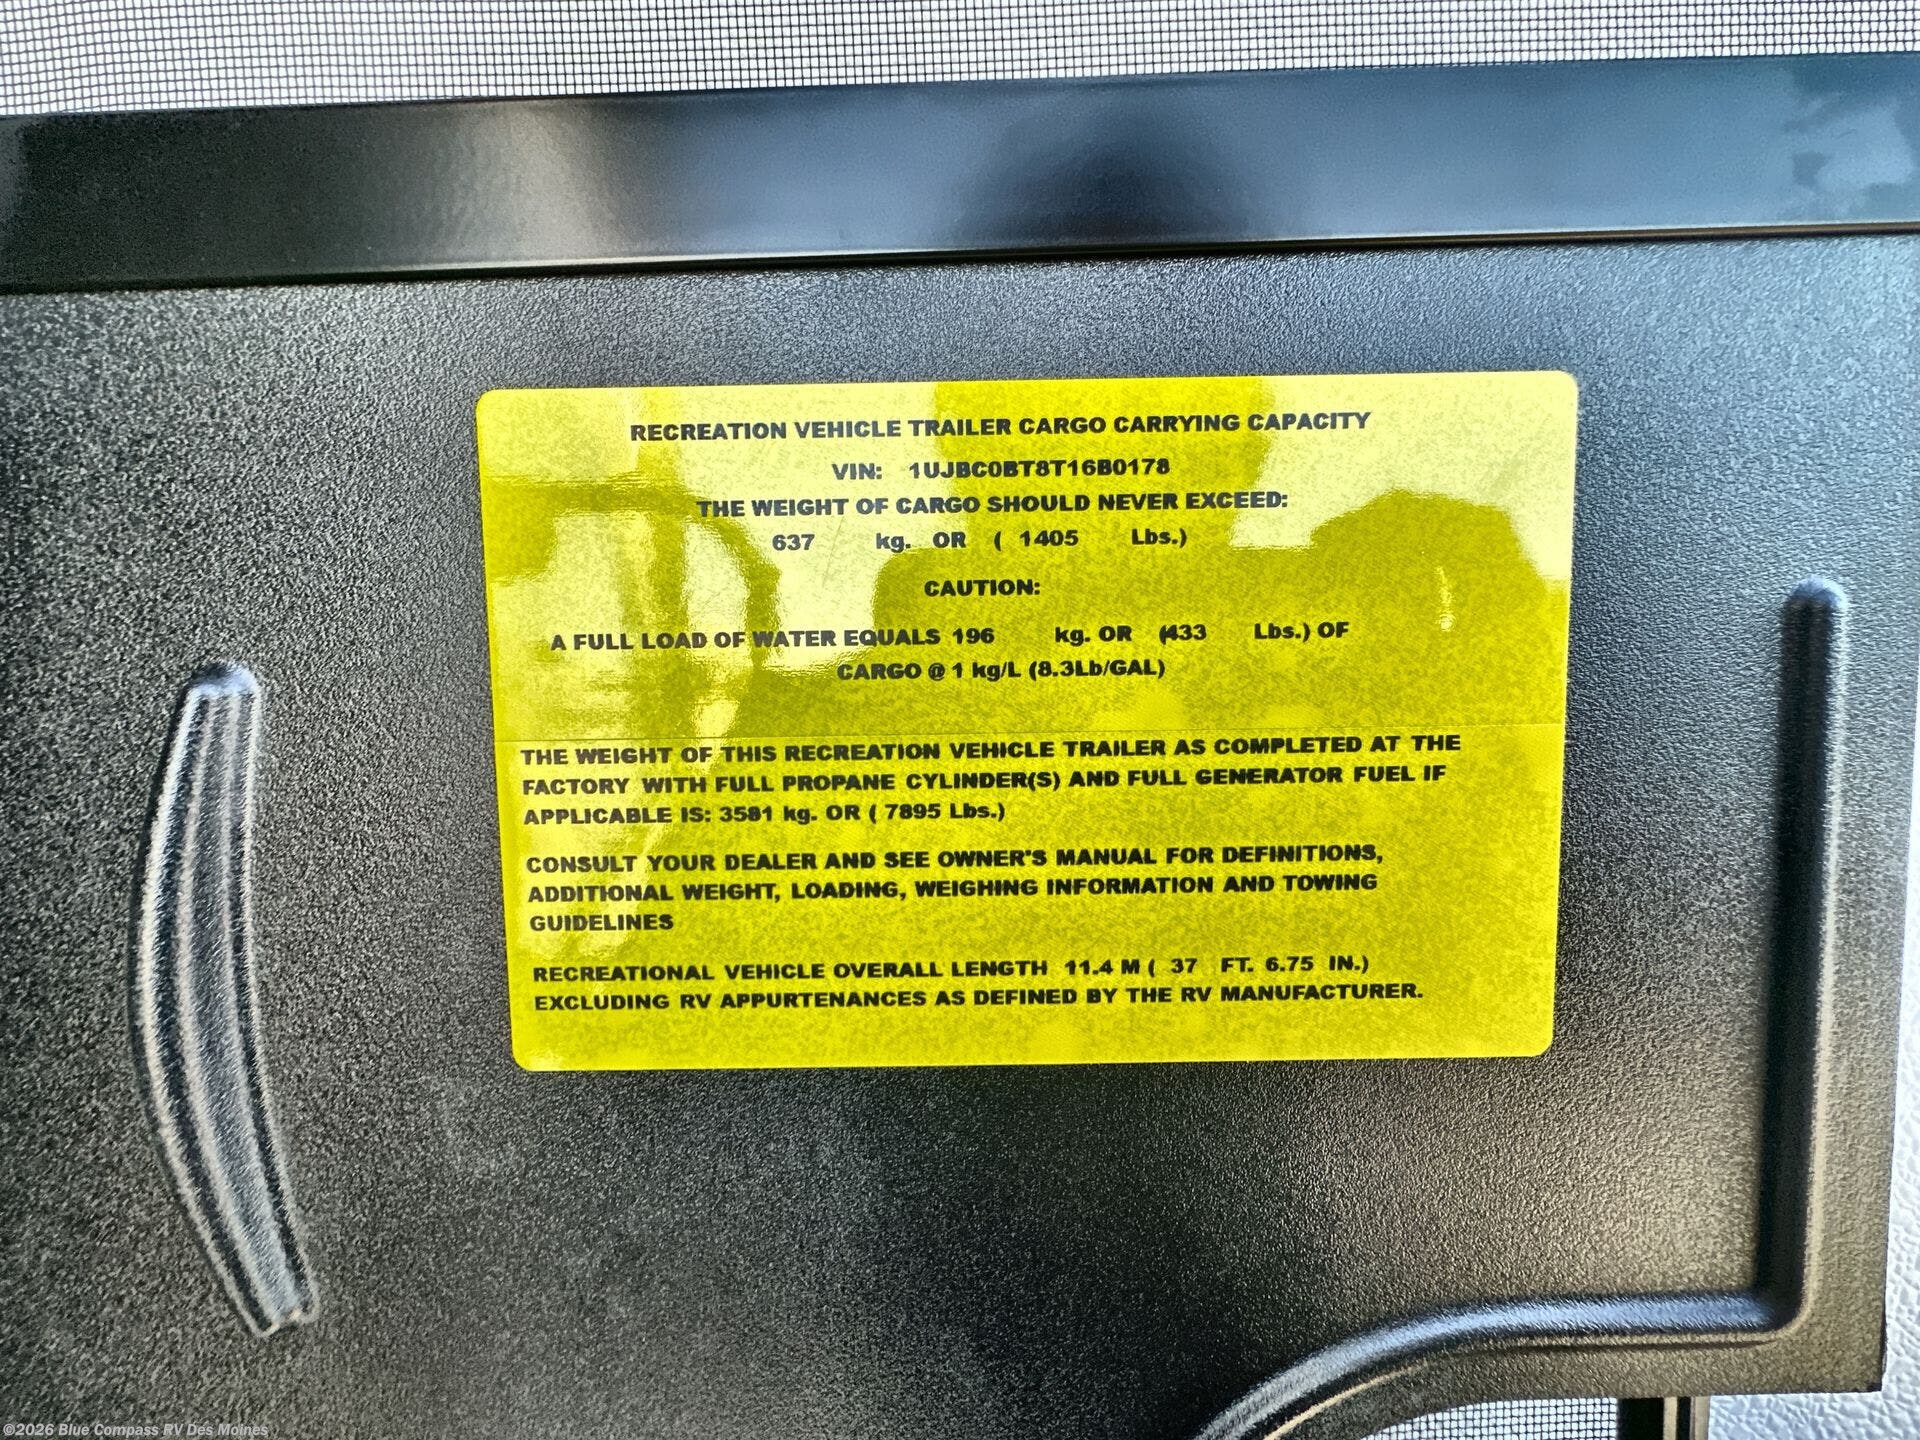 RECREATION VEHICLE TRAILER CARGO CARRYING CAPACITY
VIN: 1UJBC0BT8T16B0178
THE WEIGHT OF CARGO SHOULD NEVER EXCEED:
637 kg. OR ( 1405 Lbs.)
CAUTION:
A FULL LOAD OF WATER EQUALS 196 kg. OR (433 Lbs.) OF
CARGO @ 1 kg/L (8.3Lb/GAL)
THE WEIGHT OF THIS RECREATION VEHICLE TRAILER AS COMPLETED AT THE
FACTORY WITH FULL PROPANE CYLINDER(S) AND FULL GENERATOR FUEL IF
APPLICABLE IS: 3581 kg. OR ( 7895 Lbs.)
CONSULT YOUR DEALER AND SEE OWNER'S MANUAL FOR DEFINITIONS,
ADDITIONAL WEIGHT, LOADING, WEIGHING INFORMATION AND TOWING
GUIDELINES
RECREATIONAL VEHICLE OVERALL LENGTH 11.4 M ( 37 FT. 6.75 IN.)
EXCLUDING RV APPURTENANCES AS DEFINED BY THE RV MANUFACTURER.
©2026 Blue Compass RV Des Moines